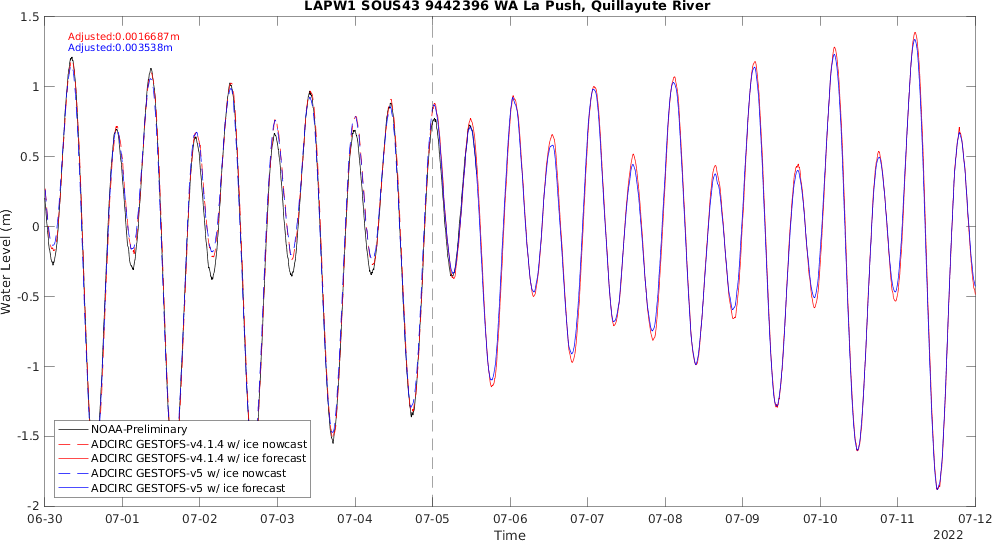 LAPW1 SOUS43 9442396 WA La Push, Quillayute River
Adjusted:0.0016687m
Adjusted:0.003538m
1.5
1
0.5
0
-0.5
-1
-1.5
-2
Water Level (m)
NOAA-Preliminary
ADCIRC GESTOFS-v4.1.4 w/ ice nowcast
ADCIRC GESTOFS-v4.1.4 w/ ice forecast
ADCIRC GESTOFS-v5 w/ ice nowcast
ADCIRC GESTOFS-v5 w/ ice forecast
06-30 07-01 07-02 07-03 07-04 07-05 07-06 07-07 07-08 07-09 07-10 07-11 07-12
Time
2022